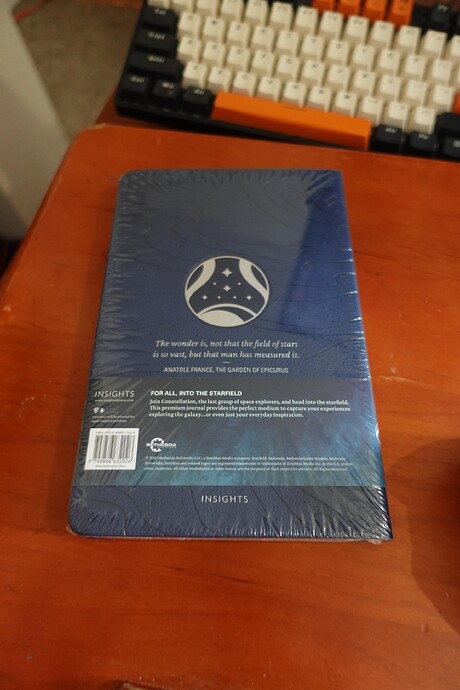 The wonder is, not that the field of stars
is so vast, but that man has measured it.
ANATOLE FRANCE, THE GARDEN OF EPICURUS
INSIGHTS
FOR ALL, INTO THE STARFIELD
Join Constellation, the last group of space explorers, and head into the starfield.
This premium journal provides the perfect medium to capture your experiences
exploring the galaxy...or even just your everyday inspiration.
BETHESDA
INSIGHTS